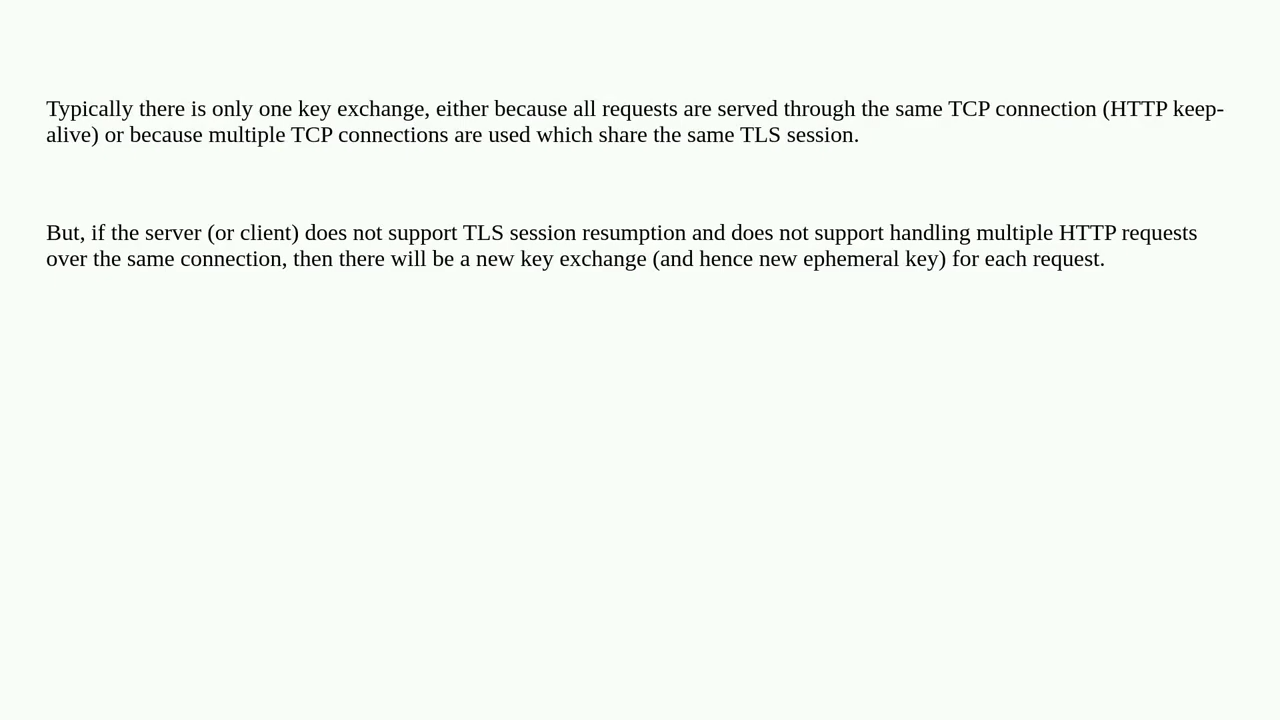 Typically there is only one key exchange, either because all requests are served through the same TCP connection (HTTP keep-
alive) or because multiple TCP connections are used which share the same TLS session.
But, if the server (or client) does not support TLS session resumption and does not support handling multiple HTTP requests
over the same connection, then there will be a new key exchange (and hence new ephemeral key) for each request.